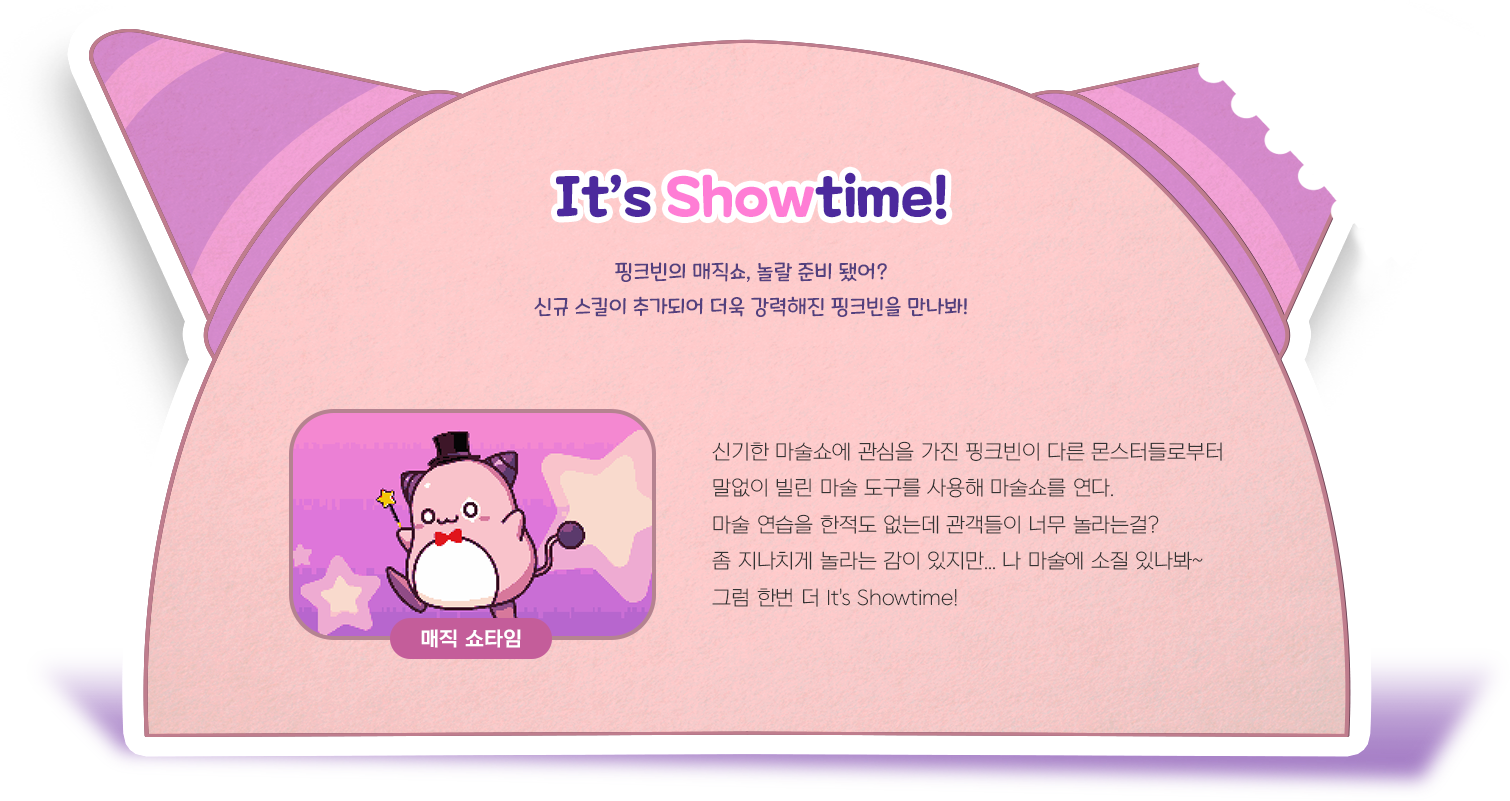 It's Showtime!
핑크빈의 매직쇼, 놀랄 준비 됐어?
신규 스킬이 추가되어 더욱 강력해진 핑크빈을 만나봐!
신기한 마술쇼에 관심을 가진 핑크빈이 다른 몬스터들로부터
말없이 빌린 마술 도구를 사용해 마술쇼를 연다.
마술 연습을 한적도 없는데 관객들이 너무 놀라는걸?
좀 지나치게 놀라는 감이 있지만... 나 마술에 소질 있나봐~
그럼 한번 더 It's Showtime!
매직 쇼타임